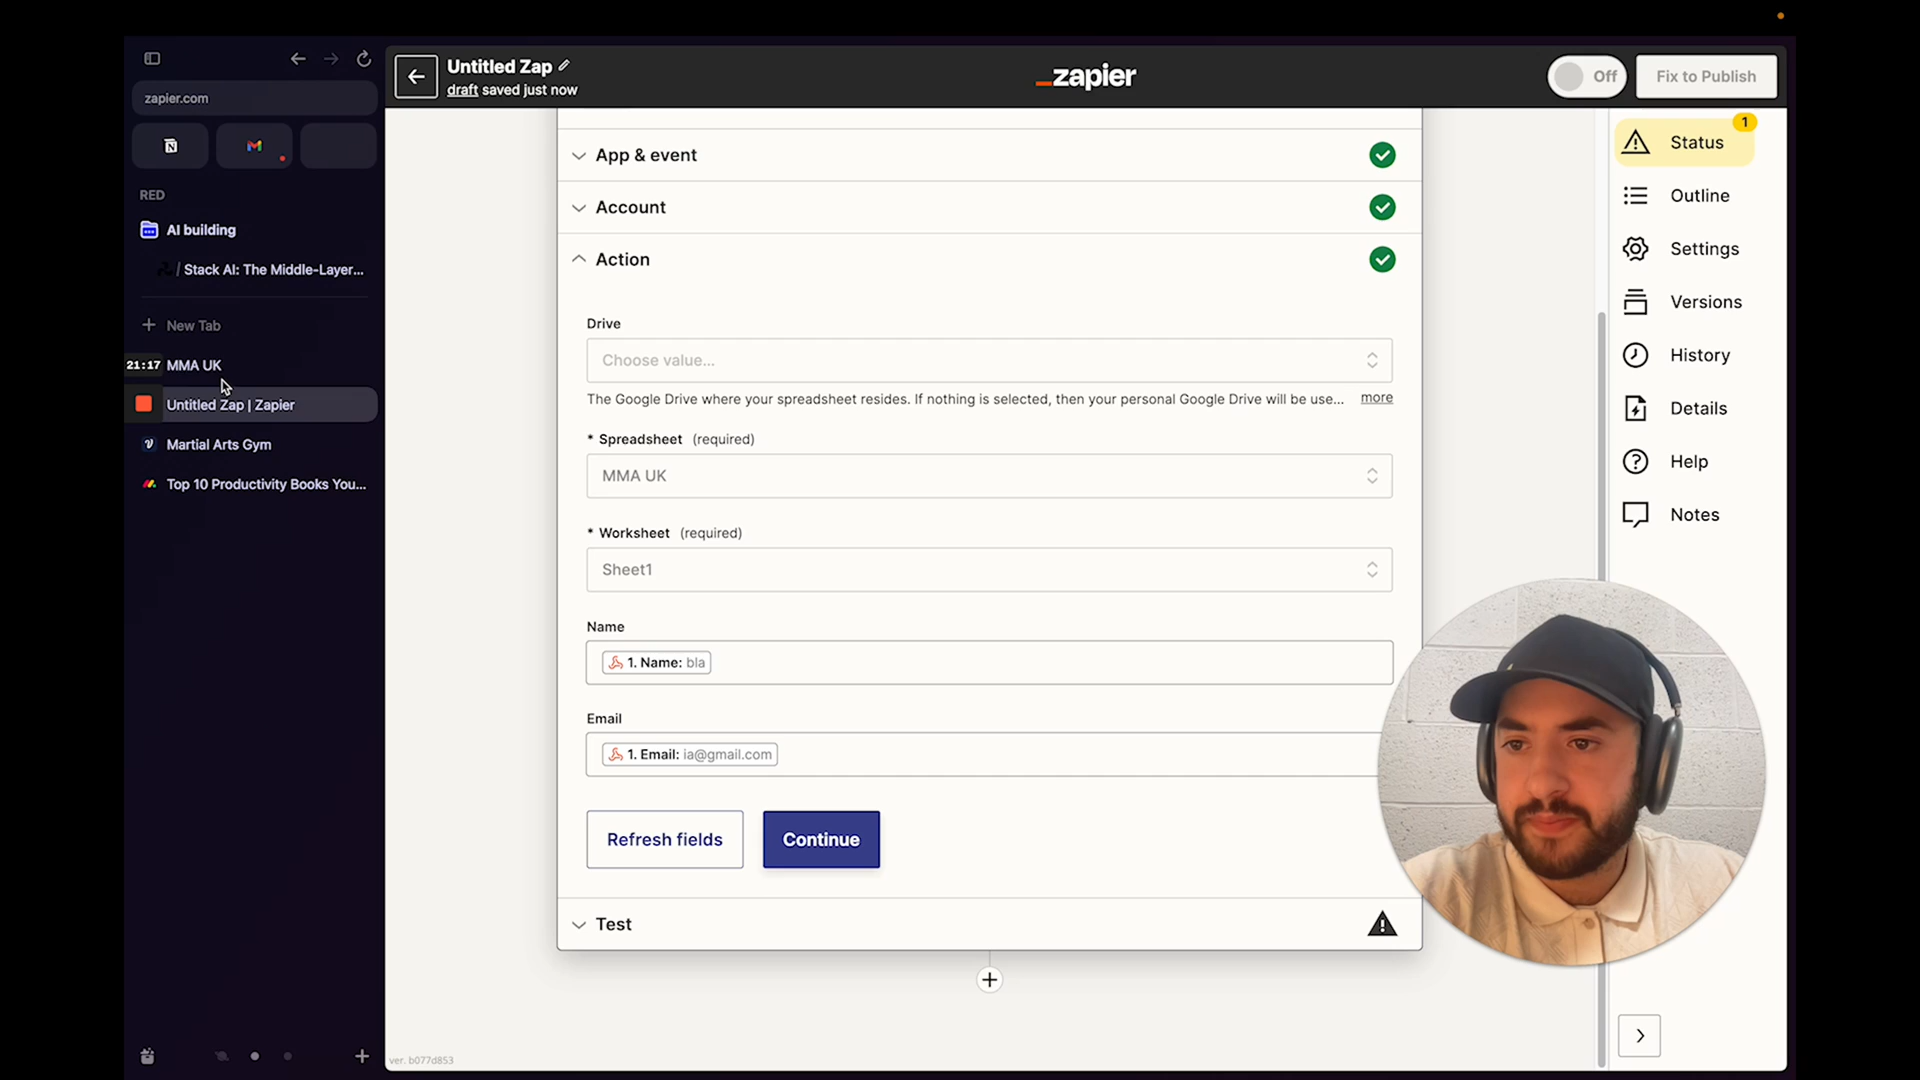 Untitled Zap
draft saved just now
zapier
Off
Fix to Publish
zapier.com
RED
AI building
/ Stack AI: The Middle-Layer...
New Tab
21:17 MMA UK
Untitled Zap | Zapier
Martial Arts Gym
Top 10 Productivity Books You...
App & event
Account
Action
Drive
Choose value...
The Google Drive where your spreadsheet resides. If nothing is selected, then your personal Google Drive will be use... more
* Spreadsheet (required)
MMA UK
* Worksheet (required)
Sheet1
Name
1. Name: bla
Email
1. Email: ia@gmail.com
Refresh fields
Continue
Test
1
Status
Outline
Settings
Versions
History
Details
Help
Notes
ver. b077d853